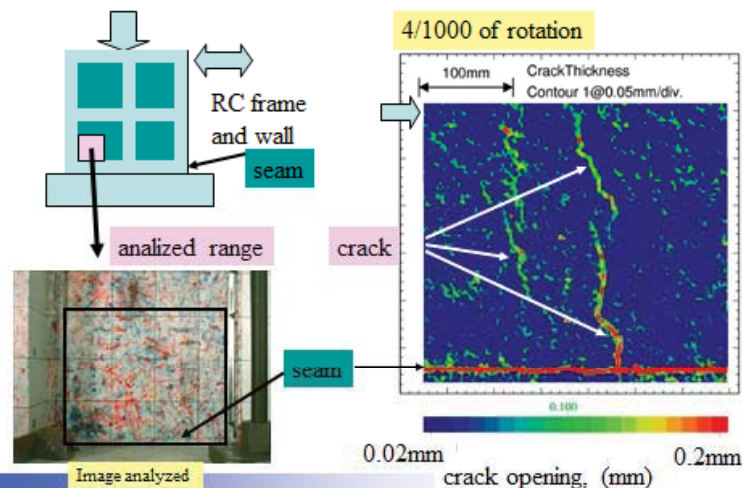 4/1000 of rotation
100mm
CrackThickness
Contour 1@0.05mm/div.
RC frame
and wall
seam
analized range
crack
seam
0.100
0.02mm
0.2mm
crack opening, (mm)
Image analyzed